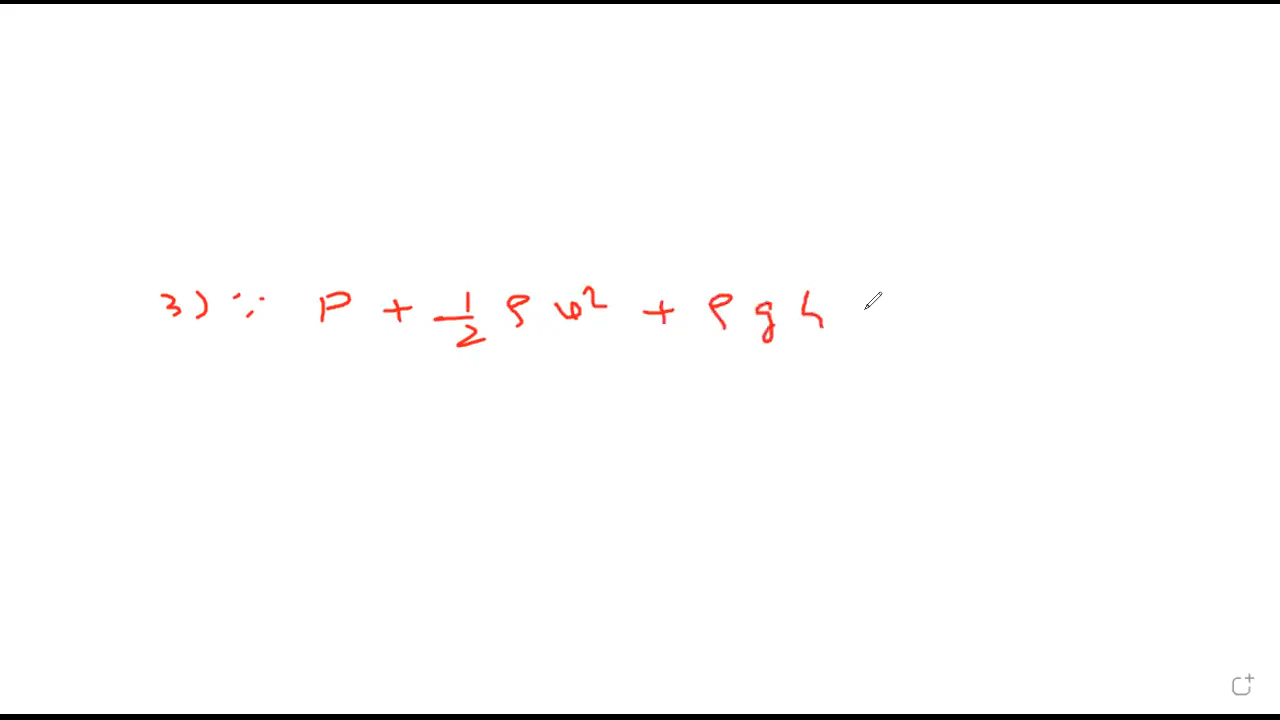 3) ∵ P + 1/2 ρ v² + ρ g h